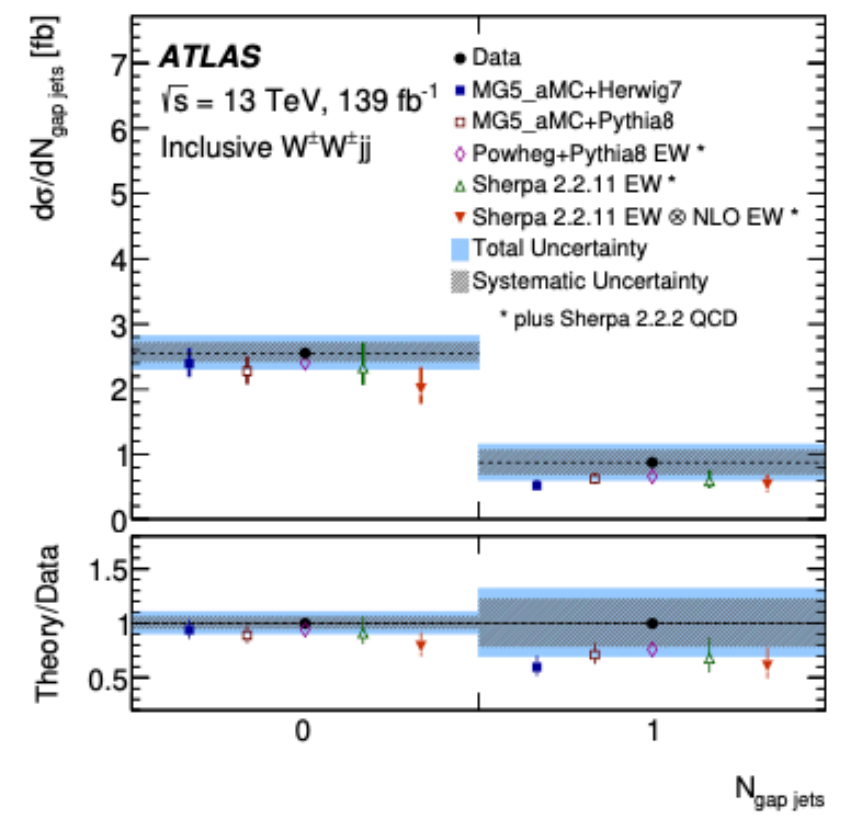 dσ/dN_gap jets [fb]
7
6
5
4
3
2
1
0
ATLAS
√s = 13 TeV, 139 fb⁻¹
Inclusive W±W±jj
Data
MG5_aMC+Herwig7
MG5_aMC+Pythia8
Powheg+Pythia8 EW *
Sherpa 2.2.11 EW *
Sherpa 2.2.11 EW ⊗ NLO EW *
Total Uncertainty
Systematic Uncertainty
* plus Sherpa 2.2.2 QCD
Theory/Data
1.5
1
0.5
0 1
N_gap jets